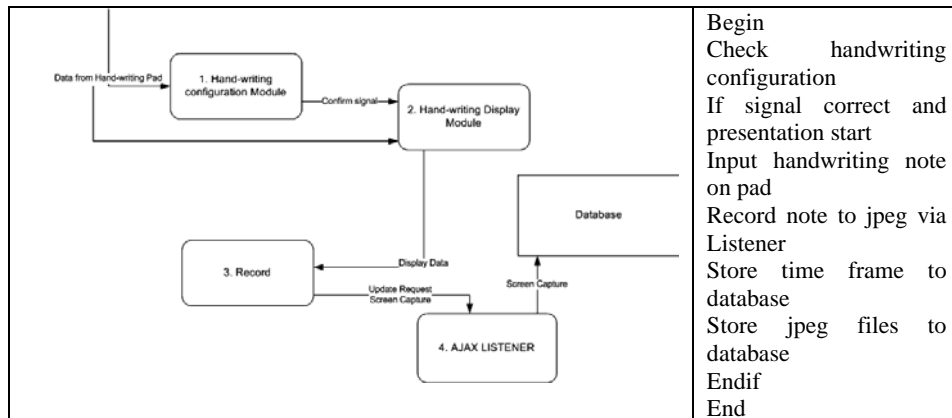 Data from Hand-writing Pad
1. Hand-writing
configuration Module
Confirm signal
2. Hand-writing Display
Module
Database
Display Data
3. Record
Update Request
Screen Capture
Screen Capture
4. AJAX LISTENER
Begin
Check handwriting
configuration
If signal correct and
presentation start
Input handwriting note
on pad
Record note to jpeg via
Listener
Store time frame to
database
Store jpeg files to
database
Endif
End